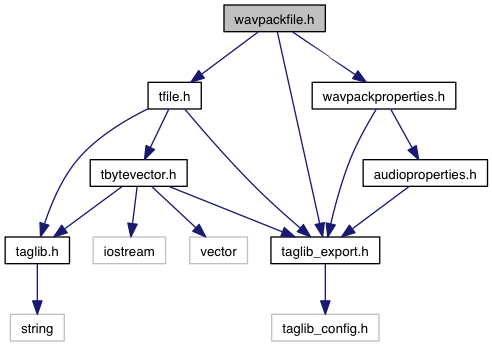 wavpackfile.h
tfile.h
wavpackproperties.h
tbytevector.h
audioproperties.h
taglib.h
iostream
vector
taglib_export.h
string
taglib_config.h